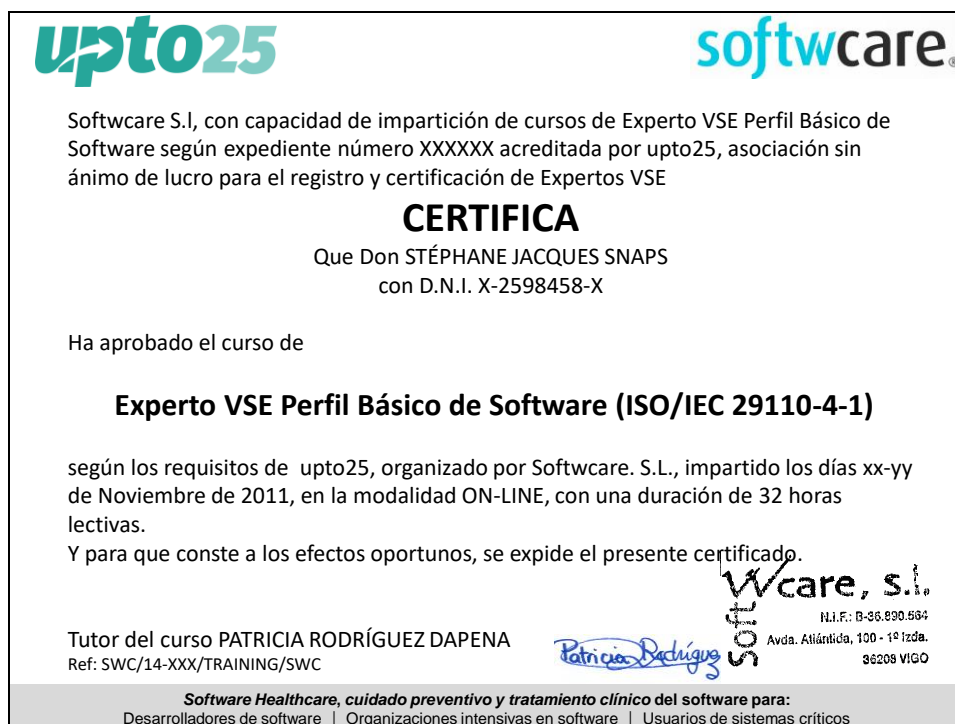 upto25
softwcare®
Softwcare S.l, con capacidad de impartición de cursos de Experto VSE Perfil Básico de
Software según expediente número XXXXXX acreditada por upto25, asociación sin
ánimo de lucro para el registro y certificación de Expertos VSE
CERTIFICA
Que Don STÉPHANE JACQUES SNAPS
con D.N.I. X-2598458-X
Ha aprobado el curso de
Experto VSE Perfil Básico de Software (ISO/IEC 29110-4-1)
según los requisitos de upto25, organizado por Softwcare. S.L., impartido los días xx-yy
de Noviembre de 2011, en la modalidad ON-LINE, con una duración de 32 horas
lectivas.
Y para que conste a los efectos oportunos, se expide el presente certificado.
SoftWcare, s.l.
N.I.F.: B-36.890.564
Avda. Atlántida, 100 - 1º Izda.
36208 VIGO
Patricia Rodríguez
Tutor del curso PATRICIA RODRÍGUEZ DAPENA
Ref: SWC/14-XXX/TRAINING/SWC
Software Healthcare, cuidado preventivo y tratamiento clínico del software para:
Desarrolladores de software | Organizaciones intensivas en software | Usuarios de sistemas críticos